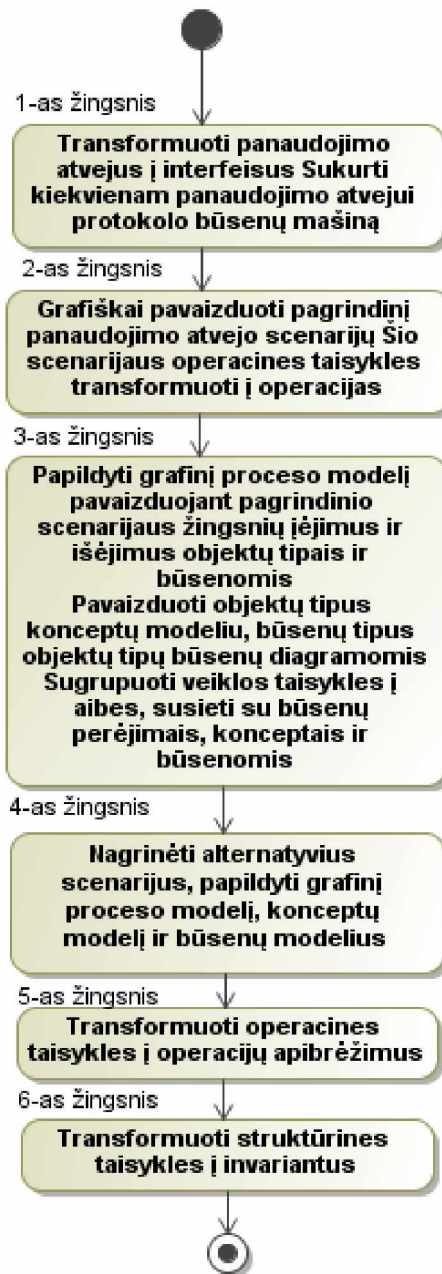 1-as žingsnis
Transformuoti panaudojimo
atvejus į interfeisus Sukurti
kiekvienam panaudojimo atvejui
protokolo būsenų mašiną
2-as žingsnis
Grafiškai pavaizduoti pagrindinį
panaudojimo atvejo scenarijų Šio
scenarijaus operacines taisykles
transformuoti į operacijas
3-as žingsnis
Papildyti grafinį proceso modelį
pavaizduojant pagrindinio
scenarijaus žingsnių įėjimus ir
išėjimus objektų tipais ir
būsenomis
Pavaizduoti objektų tipus
konceptų modeliu, būsenų tipus
objektų tipų būsenų diagramomis
Sugrupuoti veiklos taisykles į
aibes, susieti su būsenų
perėjimais, konceptais ir
būsenomis
4-as žingsnis
Nagrinėti alternatyvius
scenarijus, papildyti grafinį
proceso modelį, konceptų
modelį ir būsenų modelius
5-as žingsnis
Transformuoti operacines
taisykles į operacijų apibrėžimus
6-as žingsnis
Transformuoti struktūrines
taisykles į invariantus